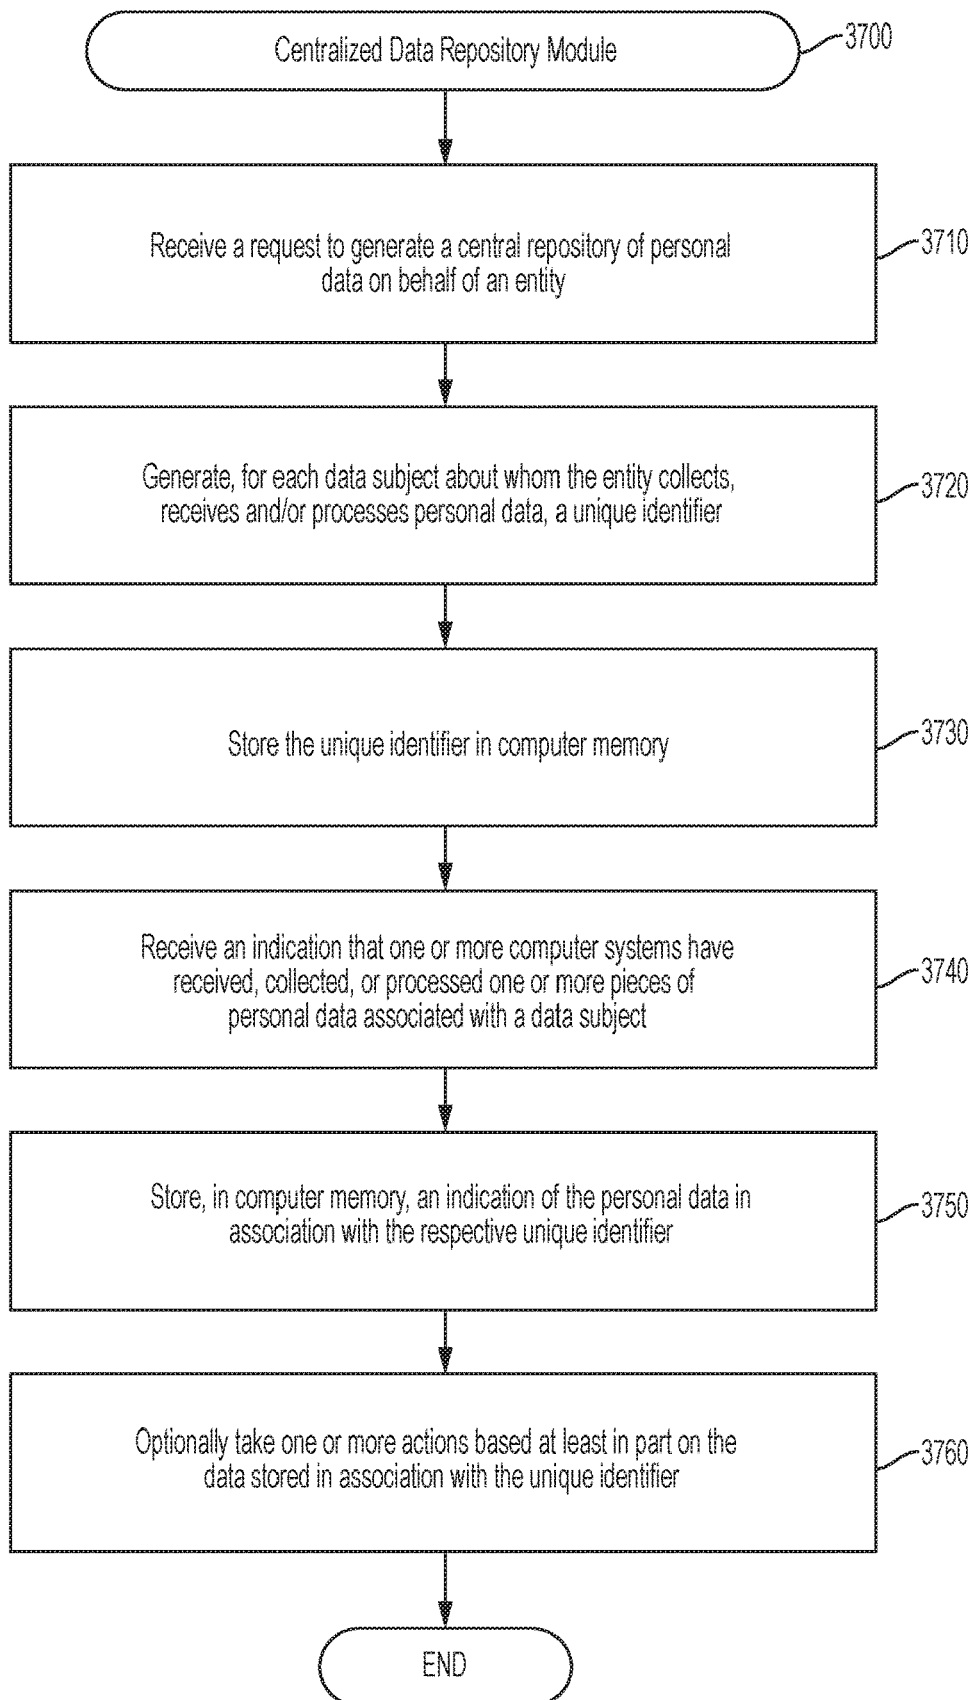 Centralized Data Repository Module
3700
Receive a request to generate a central repository of personal
data on behalf of an entity
3710
Generate, for each data subject about whom the entity collects,
receives and/or processes personal data, a unique identifier
3720
Store the unique identifier in computer memory
3730
Receive an indication that one or more computer systems have
received, collected, or processed one or more pieces of
personal data associated with a data subject
3740
Store, in computer memory, an indication of the personal data in
association with the respective unique identifier
3750
Optionally take one or more actions based at least in part on the
data stored in association with the unique identifier
3760
END